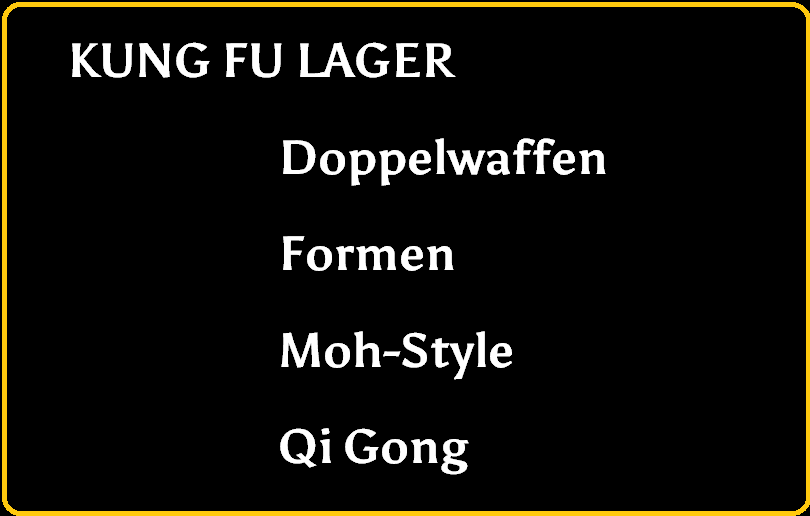 KUNG FU LAGER
Doppelwaffen
Formen
Moh-Style
Qi Gong